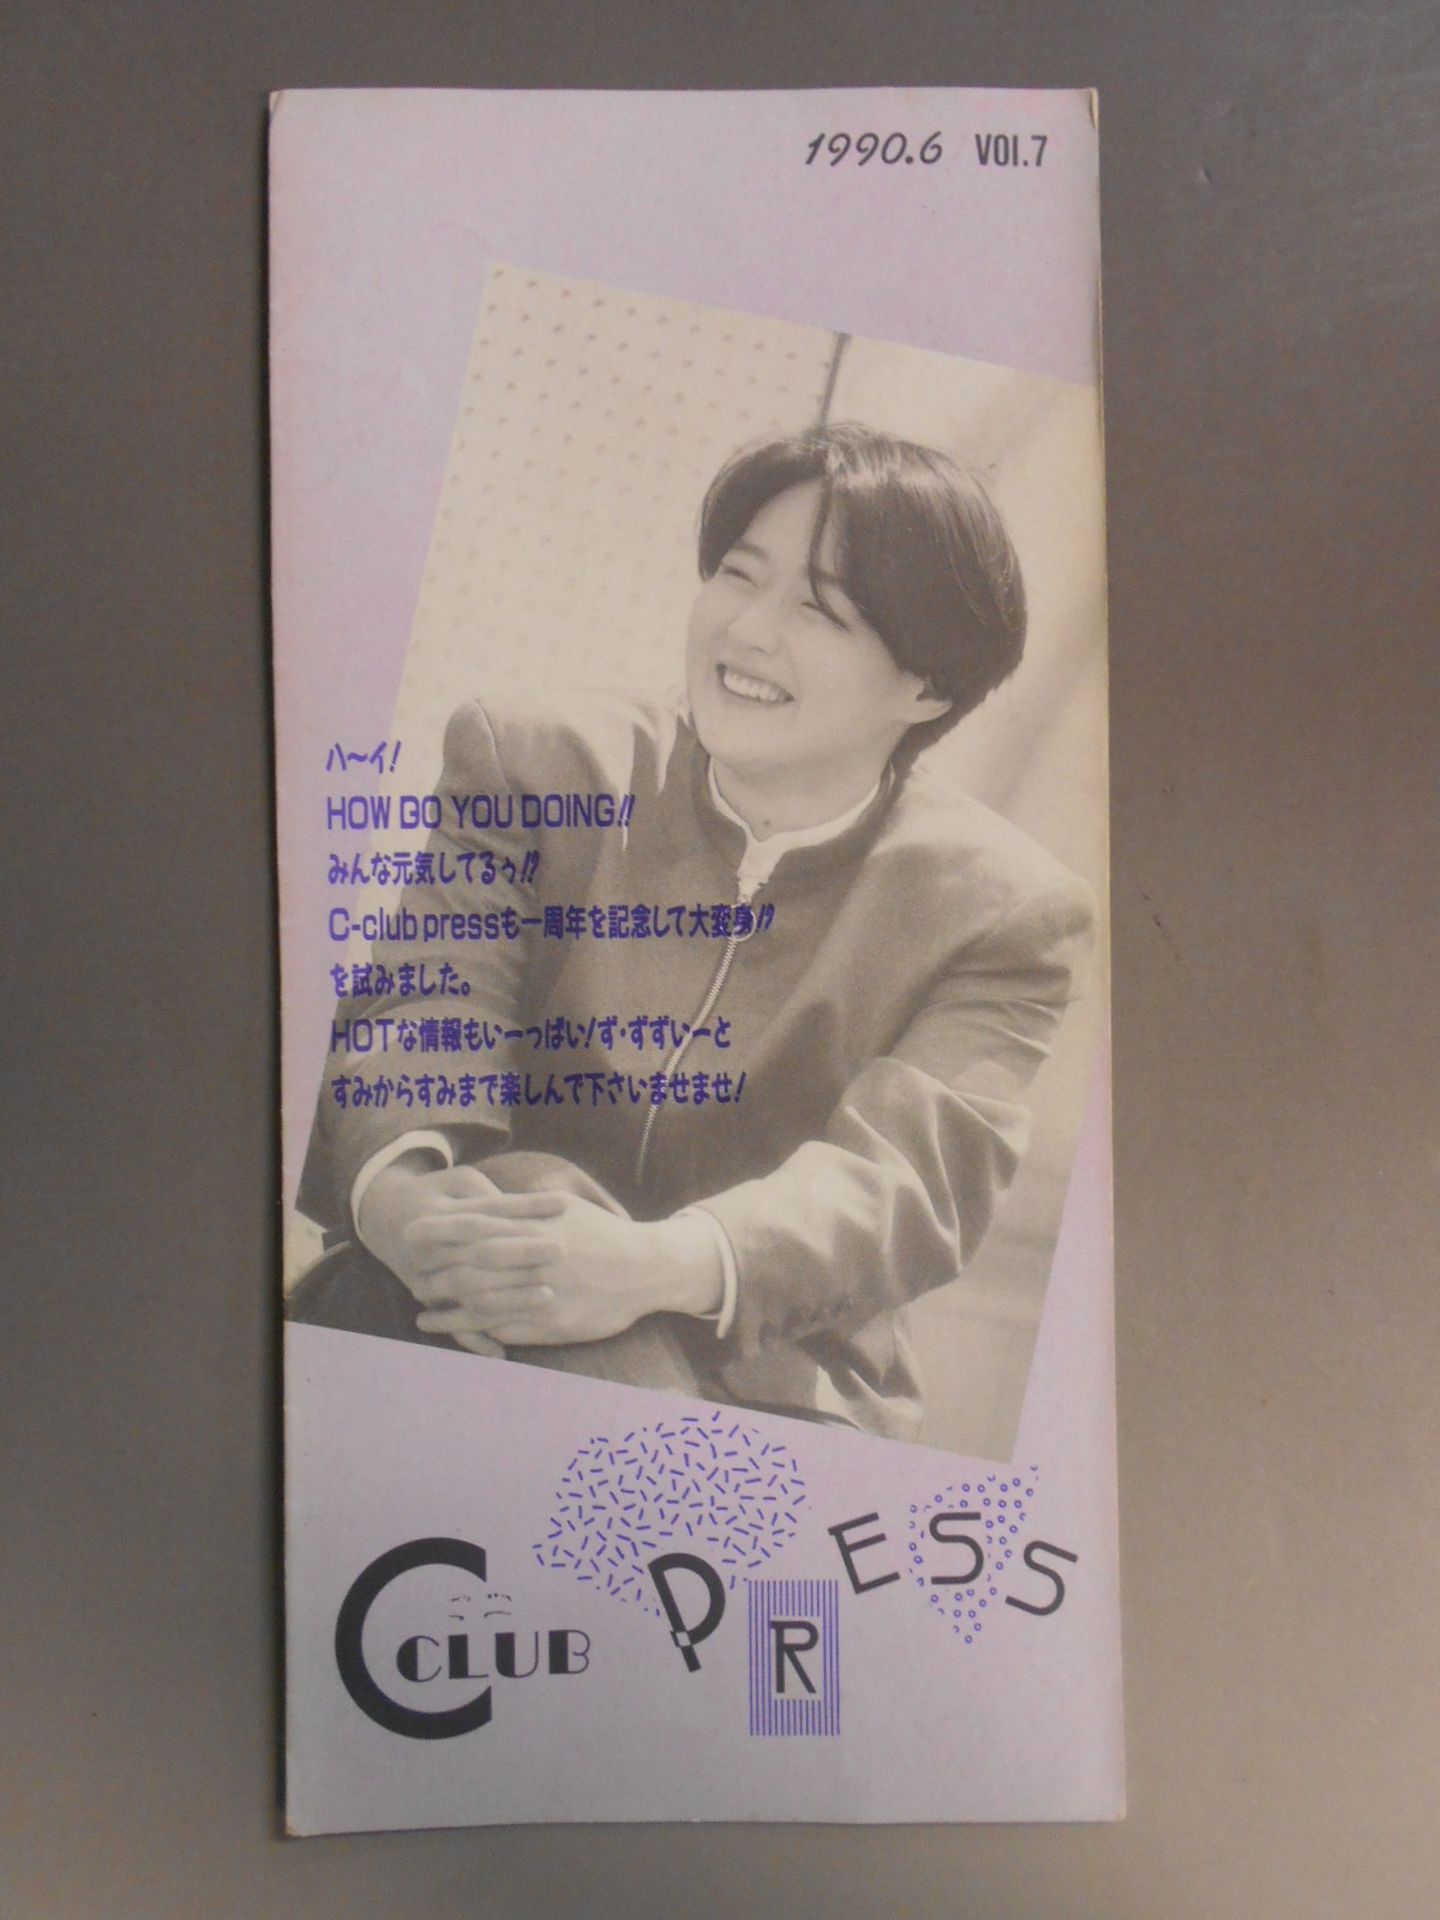 1990.6 VOl.7
ハ〜イ!
HOW DO YOU DOING!!
みんな元気してるぅ!?
C-club pressも一周年を記念して大変身!?
を試みました。
HOTな情報もいーっぱい!ず・ずずいーと
すみからすみまで楽しんで下さいませませ!
C CLUB PRESS